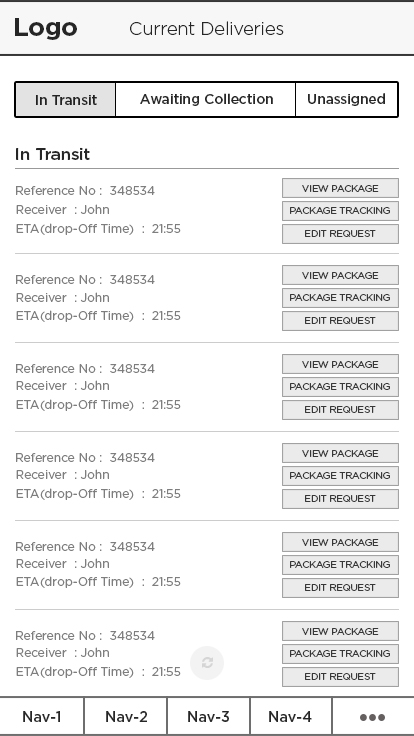 Logo Current Deliveries
In Transit Awaiting Collection Unassigned
In Transit
Reference No : 348534 VIEW PACKAGE
Receiver : John PACKAGE TRACKING
ETA(drop-Off Time) : 21:55 EDIT REQUEST
Reference No : 348534 VIEW PACKAGE
Receiver : John PACKAGE TRACKING
ETA(drop-Off Time) : 21:55 EDIT REQUEST
Reference No : 348534 VIEW PACKAGE
Receiver : John PACKAGE TRACKING
ETA(drop-Off Time) : 21:55 EDIT REQUEST
Reference No : 348534 VIEW PACKAGE
Receiver : John PACKAGE TRACKING
ETA(drop-Off Time) : 21:55 EDIT REQUEST
Reference No : 348534 VIEW PACKAGE
Receiver : John PACKAGE TRACKING
ETA(drop-Off Time) : 21:55 EDIT REQUEST
Reference No : 348534 VIEW PACKAGE
Receiver : John PACKAGE TRACKING
ETA(drop-Off Time) : 21:55 EDIT REQUEST
Nav-1 Nav-2 Nav-3 Nav-4